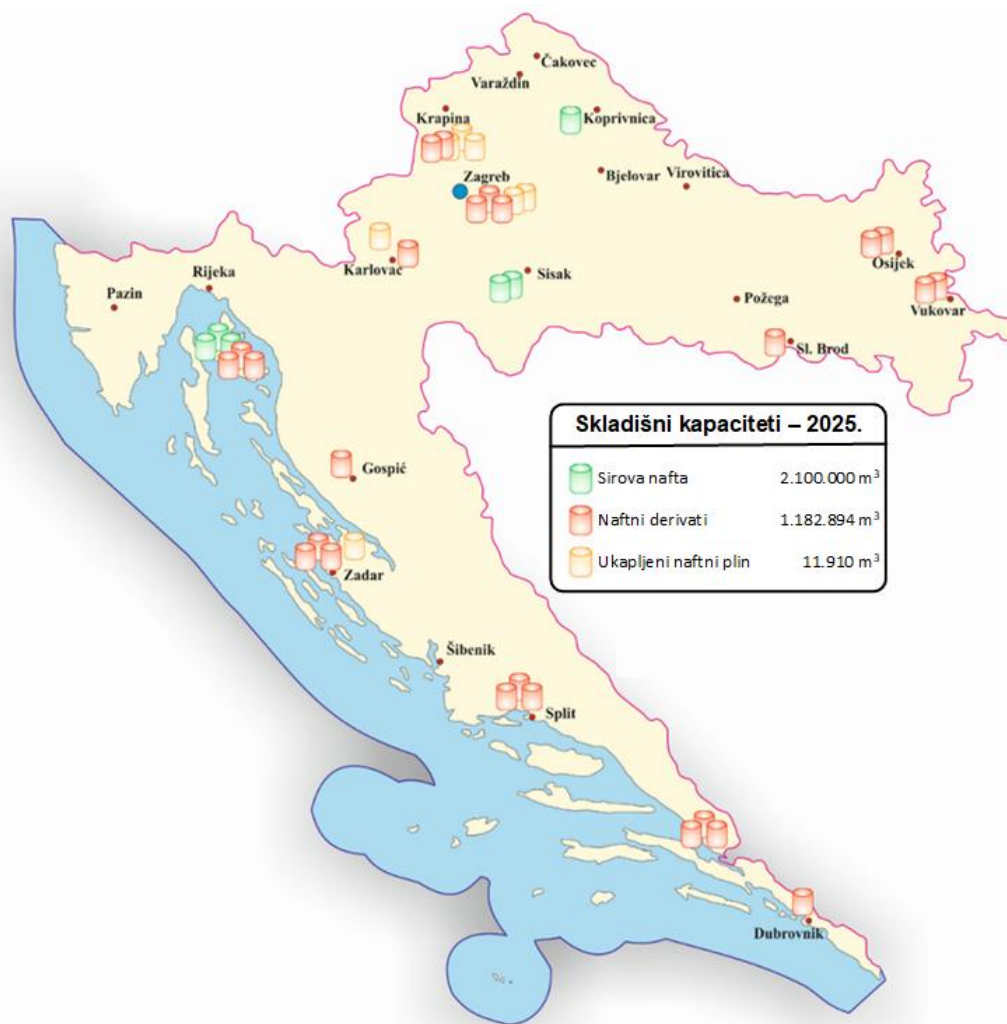 Čakovec
Varaždin
Krapina
Koprivnica
Zagreb
Bjelovar
Virovitica
Karlovac
Sisak
Osijek
Rijeka
Pazin
Požega
Vukovar
Sl. Brod
Skladišni kapaciteti – 2025.
Sirova nafta 2.100.000 m³
Naftni derivati 1.182.894 m³
Ukapljeni naftni plin 11.910 m³
Gospić
Zadar
Šibenik
Split
Dubrovnik